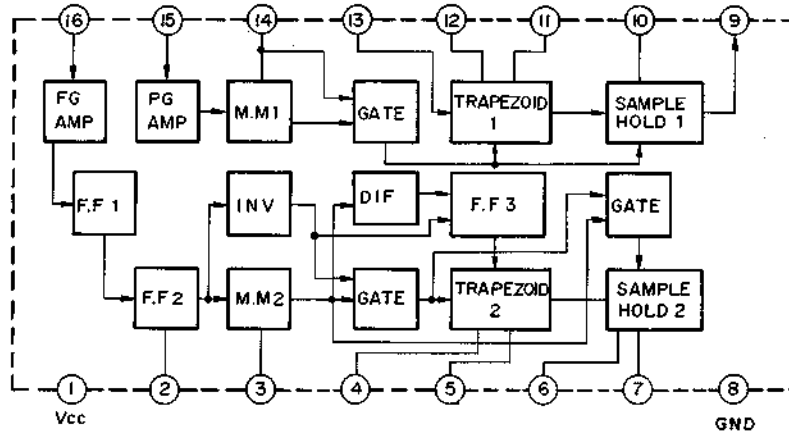 16 15 14 13 12 11 10 9
FG
AMP
PG
AMP
M.M1
GATE
TRAPEZOID
1
SAMPLE
HOLD 1
F.F 1
INV
DIF
F.F 3
GATE
F.F2
M.M2
GATE
TRAPEZOID
2
SAMPLE
HOLD 2
1 2 3 4 5 6 7 8
Vcc
GND